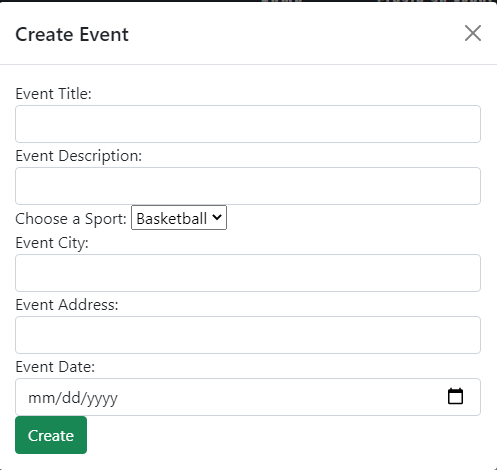 Create Event
Event Title:
Event Description:
Choose a Sport: Basketball
Event City:
Event Address:
Event Date:
mm/dd/yyyy
Create